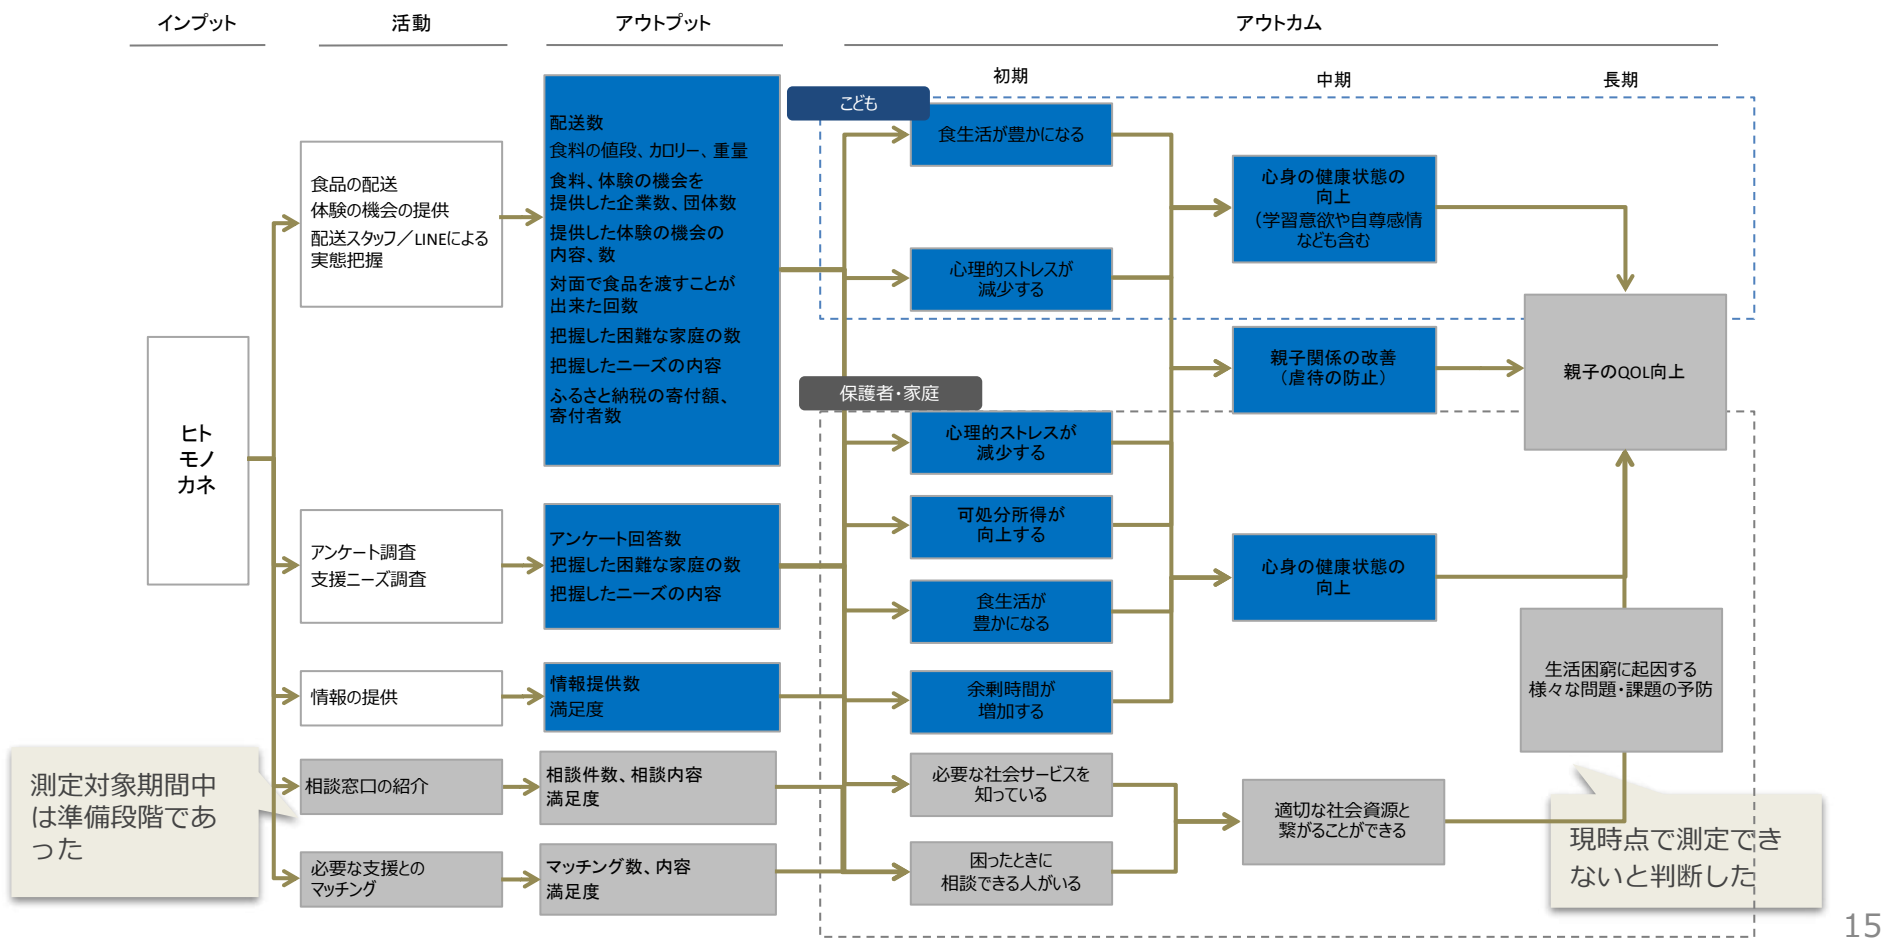 インプット
活動
アウトプット
アウトカム
初期
中期
長期
こども
ヒト
モノ
カネ
食品の配送
体験の機会の提供
配送スタッフ／LINEによる
実態把握
配送数
食料の値段、カロリー、重量
食料、体験の機会を
提供した企業数、団体数
提供した体験の機会の
内容、数
対面で食品を渡すことが
出来た回数
把握した困難な家庭の数
把握したニーズの内容
ふるさと納税の寄付額、
寄付者数
食生活が豊かになる
心理的ストレスが
減少する
心身の健康状態の
向上
（学習意欲や自尊感情
なども含む
親子関係の改善
（虐待の防止）
親子のQOL向上
保護者・家庭
アンケート調査
支援ニーズ調査
アンケート回答数
把握した困難な家庭の数
把握したニーズの内容
心理的ストレスが
減少する
可処分所得が
向上する
食生活が
豊かになる
余剰時間が
増加する
心身の健康状態の
向上
生活困窮に起因する
様々な問題・課題の予防
情報の提供
情報提供数
満足度
測定対象期間中
は準備段階であ
った
相談窓口の紹介
相談件数、相談内容
満足度
必要な社会サービスを
知っている
適切な社会資源と
繋がることができる
現時点で測定でき
ないと判断した
必要な支援との
マッチング
マッチング数、内容
満足度
困ったときに
相談できる人がいる
15